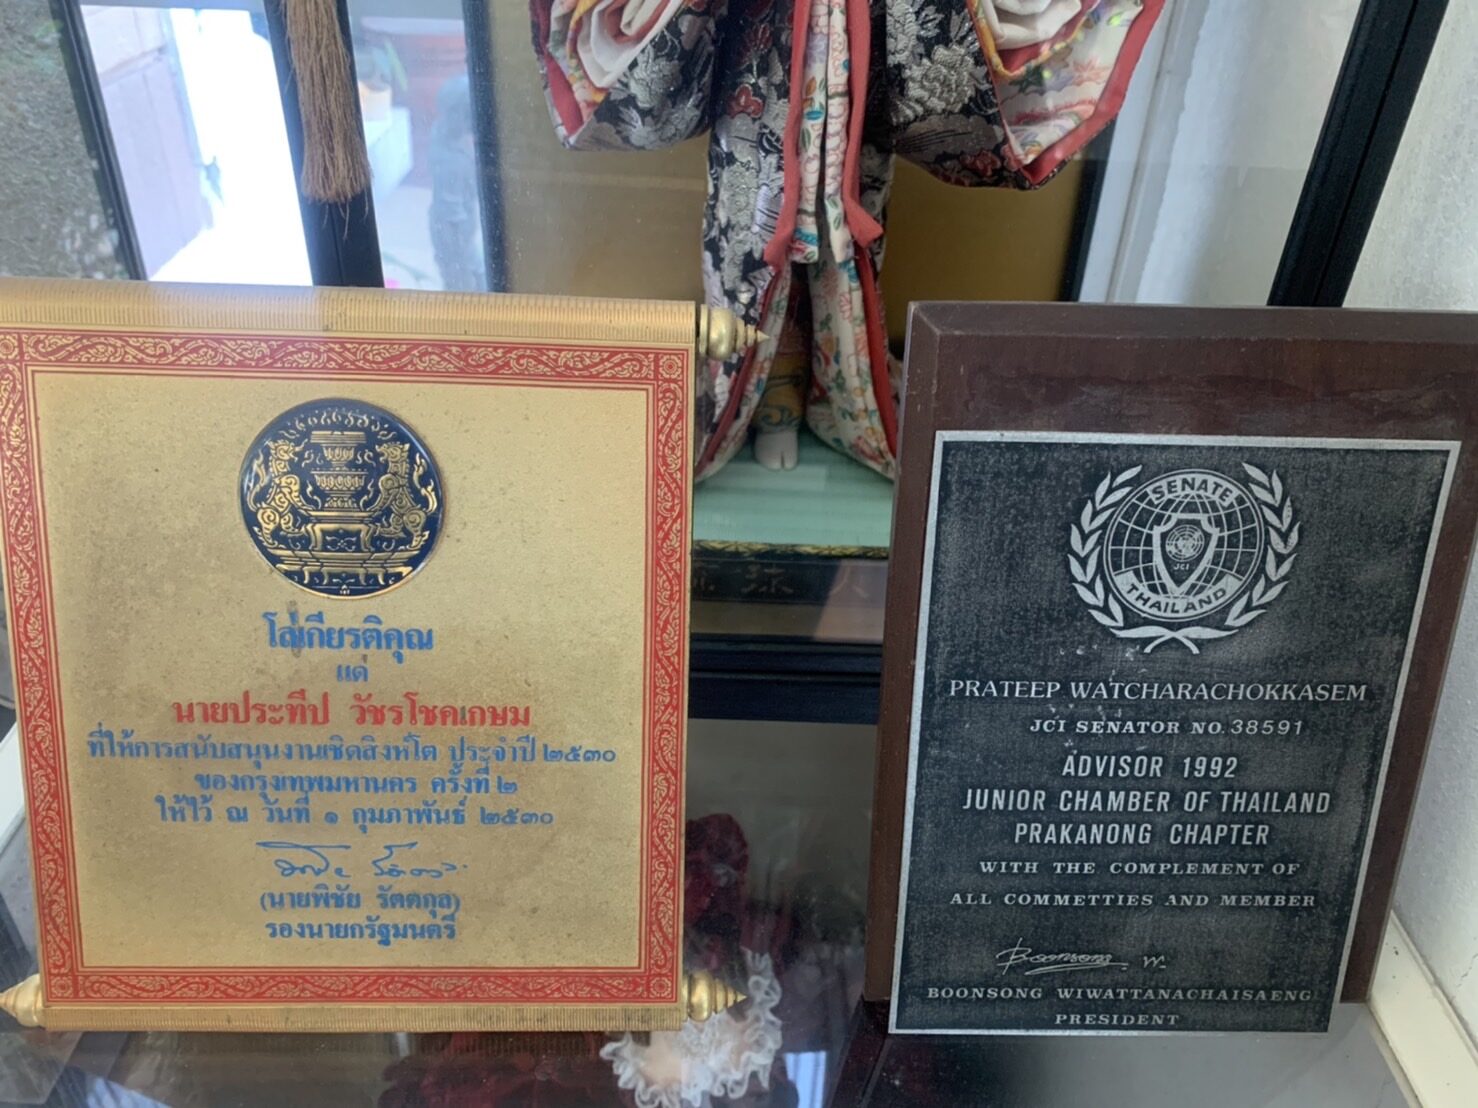 โล่เกียรติคุณ
แด่
นายประทีป วัชรโชคเกษม
ที่ให้การสนับสนุนงานเชิดสิงห์โต ประจำปี ๒๕๓๐
ของกรุงเทพมหานคร ครั้งที่ ๒
ให้ไว้ ณ วันที่ ๑ กุมภาพันธ์ ๒๕๓๐
(นายพิชัย รัตตกุล)
รองนายกรัฐมนตรี
SENATE
JCI
THAILAND
PRATEEP WATCHARACHOKKASEM
JCI SENATOR NO. 38591
ADVISOR 1992
JUNIOR CHAMBER OF THAILAND
PRAKANONG CHAPTER
WITH THE COMPLEMENT OF
ALL COMMETTIES AND MEMBER
Boonsong W.
BOONSONG WIWATTANACHAISAENG
PRESIDENT